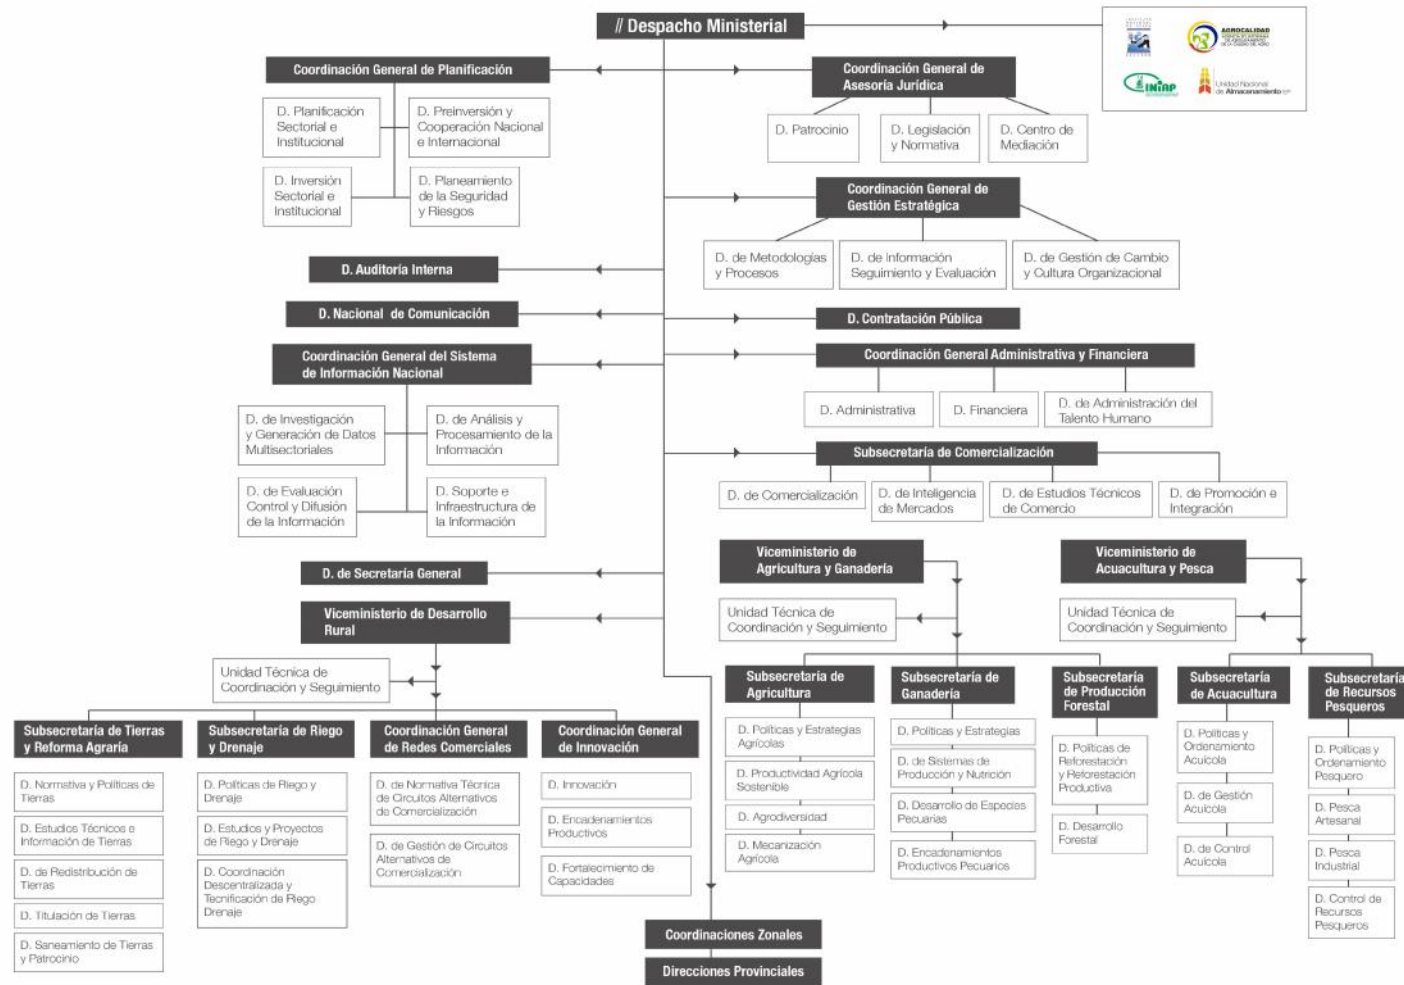 // Despacho Ministerial
AGROCALIDAD
INIAP
Unidad Nacional
de Almacenamiento EP
Coordinación General de Planificación
D. Planificación
Sectorial e
Institucional
D. Preinversión y
Cooperación Nacional
e Internacional
D. Inversión
Sectorial e
Institucional
D. Planeamiento
de la Seguridad
y Riesgos
Coordinación General de
Asesoría Jurídica
D. Patrocinio
D. Legislación
y Normativa
D. Centro de
Mediación
Coordinación General de
Gestión Estratégica
D. de Metodologías
y Procesos
D. de Información
Seguimiento y Evaluación
D. de Gestión de Cambio
y Cultura Organizacional
D. Auditoría Interna
D. Nacional de Comunicación
D. Contratación Pública
Coordinación General del Sistema
de Información Nacional
D. de Investigación
y Generación de Datos
Multisectoriales
D. de Análisis y
Procesamiento de la
Información
D. de Evaluación
Control y Difusión
de la Información
D. Soporte e
Infraestructura de
la Información
Coordinación General Administrativa y Financiera
D. Administrativa
D. Financiera
D. de Administración del
Talento Humano
Subsecretaría de Comercialización
D. de Comercialización
D. de Inteligencia
de Mercados
D. de Estudios Técnicos
de Comercio
D. de Promoción e
Integración
D. de Secretaría General
Viceministerio de Desarrollo
Rural
Unidad Técnica de
Coordinación y Seguimiento
Subsecretaría de Tierras
y Reforma Agraría
D. Normativa y Políticas de
Tierras
D. Estudios Técnicos e
Información de Tierras
D. de Redistribución de
Tierras
D. Titulación de Tierras
D. Saneamiento de Tierras
y Patrocinio
Subsecretaría de Riego
y Drenaje
D. Políticas de Riego y
Drenaje
D. Estudios y Proyectos
de Riego y Drenaje
D. Coordinación
Descentralizada y
Tecnificación de Riego
Drenaje
Coordinación General
de Redes Comerciales
D. de Normativa Técnica
de Circuitos Alternativos
de Comercialización
D. de Gestión de Circuitos
Alternativos de
Comercialización
Coordinación General
de Innovación
D. Innovación
D. Encadenamientos
Productivos
D. Fortalecimiento de
Capacidades
Viceministerio de
Agricultura y Ganadería
Unidad Técnica de
Coordinación y Seguimiento
Subsecretaría de
Agricultura
D. Políticas y Estrategias
Agrícolas
D. Productividad Agrícola
Sostenible
D. Agrodiversidad
D. Mecanización
Agrícola
Subsecretaría de
Ganadería
D. Políticas y Estrategias
D. de Sistemas de
Producción y Nutrición
D. Desarrollo de Especies
Pecuarias
D. Encadenamientos
Productivos Pecuarios
Subsecretaría
de Producción
Forestal
D. Políticas de
Reforestación
y Reforestación
Productiva
D. Desarrollo
Forestal
Viceministerio de
Acuacultura y Pesca
Unidad Técnica de
Coordinación y Seguimiento
Subsecretaría
de Acuacultura
D. Políticas y
Ordenamiento
Acuícola
D. de Gestión
Acuícola
D. de Control
Acuícola
Subsecretaría
de Recursos
Pesqueros
D. Políticas y
Ordenamiento
Pesquero
D. Pesca
Artesanal
D. Pesca
Industrial
D. Control de
Recursos
Pesqueros
Coordinaciones Zonales
Direcciones Provinciales